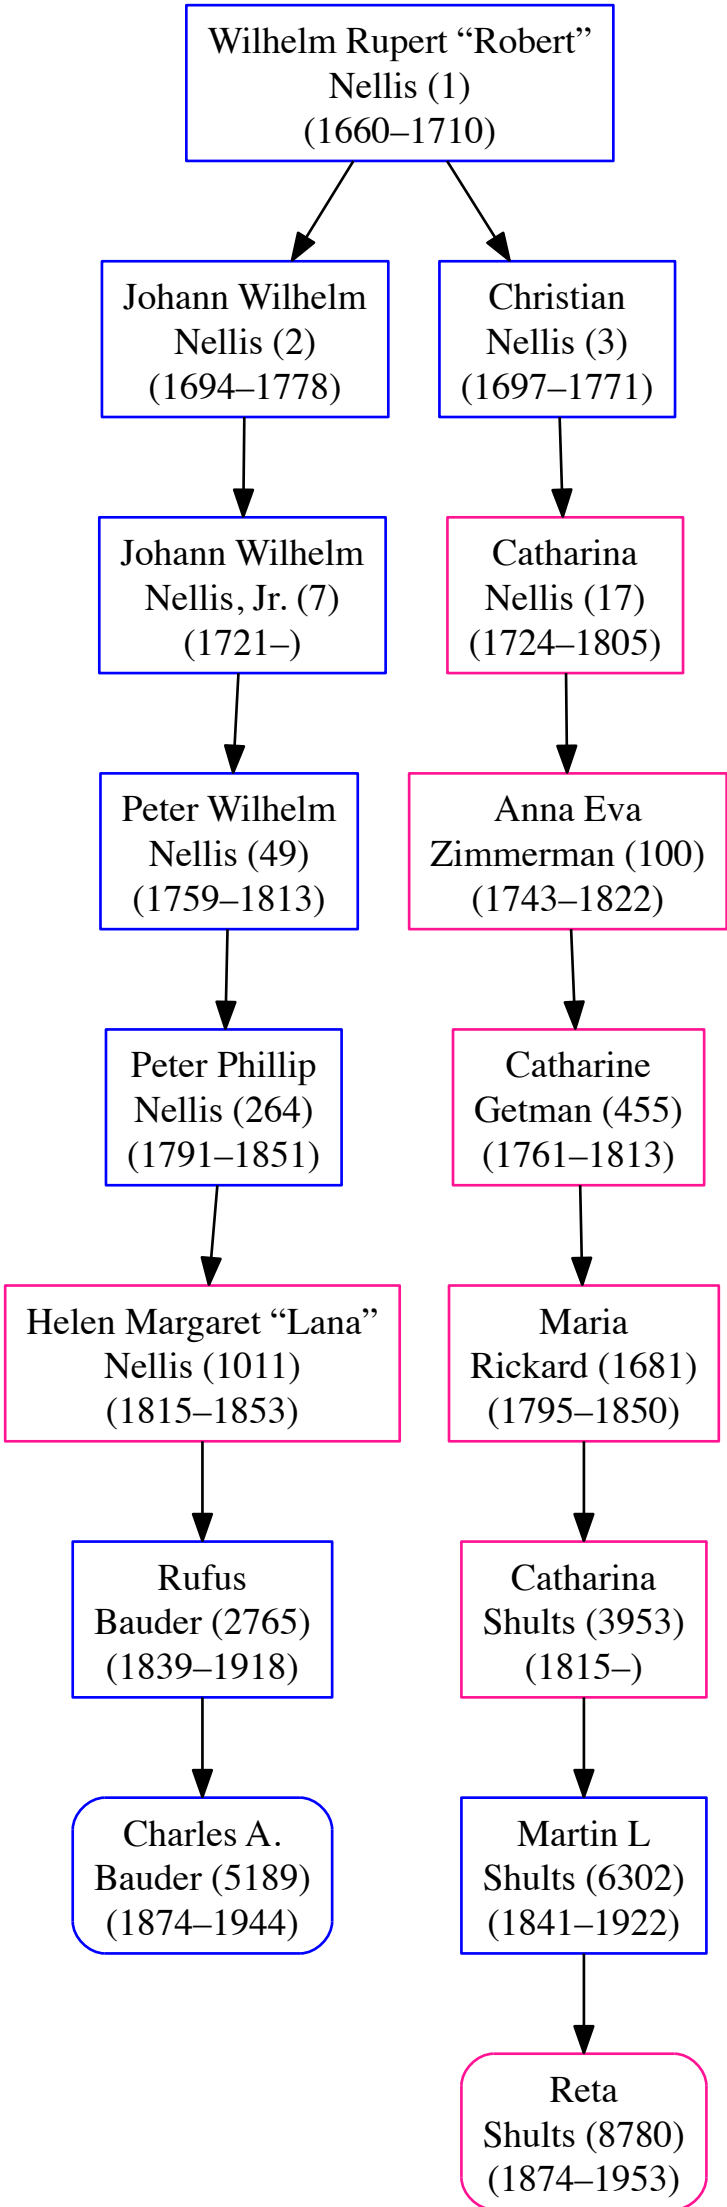 Wilhelm Rupert “Robert”
Nellis (1)
(1660–1710)
Johann Wilhelm
Nellis (2)
(1694–1778)
Christian
Nellis (3)
(1697–1771)
Johann Wilhelm
Nellis, Jr. (7)
(1721–)
Catharina
Nellis (17)
(1724–1805)
Peter Wilhelm
Nellis (49)
(1759–1813)
Anna Eva
Zimmerman (100)
(1743–1822)
Peter Phillip
Nellis (264)
(1791–1851)
Catharine
Getman (455)
(1761–1813)
Helen Margaret “Lana”
Nellis (1011)
(1815–1853)
Maria
Rickard (1681)
(1795–1850)
Rufus
Bauder (2765)
(1839–1918)
Catharina
Shults (3953)
(1815–)
Charles A.
Bauder (5189)
(1874–1944)
Martin L
Shults (6302)
(1841–1922)
Reta
Shults (8780)
(1874–1953)